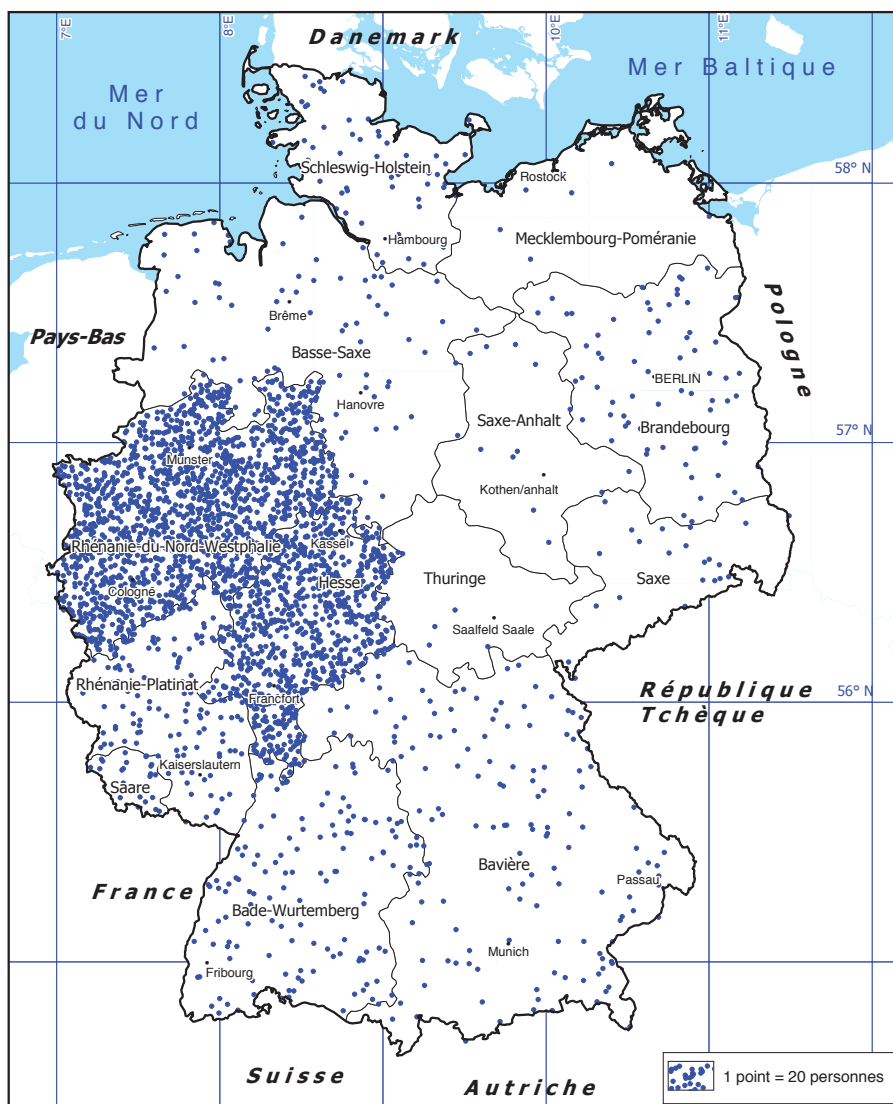 7°E
8°E
10°E
11°E
Danemark
Mer Baltique
Mer
du Nord
Schleswig-Holstein
58° N
Rostock
Hambourg
Mecklembourg-Poméranie
Pologne
Brême
Pays-Bas
Basse-Saxe
BERLIN
Hanovre
Saxe-Anhalt
Brandebourg
57° N
Münster
Kothen/anhalt
Rhénanie-du-Nord-Westphalie
Kassel
Hesse
Thuringe
Saxe
Cologne
Saalfeld Saale
Rhénanie-Platinat
Francfort
République
Tchèque
56° N
Kaiserslautern
Saare
Bavière
France
Passau
Bade-Wurtemberg
Munich
Fribourg
Suisse
Autriche
1 point = 20 personnes